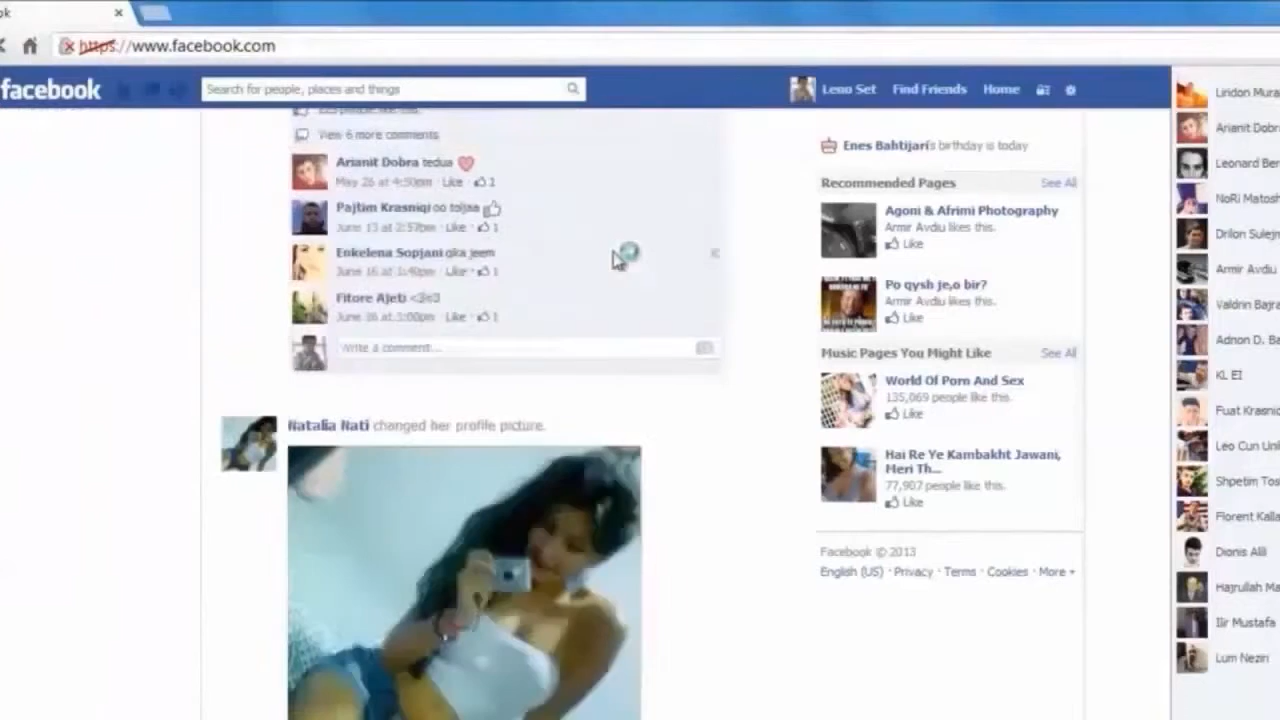 ok
https://www.facebook.com
facebook
Search for people, places and things
Leno Set
Find Friends
Home
View 6 more comments
Arianit Dobra tedua
May 26 at 4:50pm · Like · 1
Pajtim Krasniqi oo toljaa
June 13 at 2:57pm · Like · 1
Enkelena Sopjani qika jeem
June 16 at 1:40pm · Like · 1
Fitore Ajeti <3<3
June 16 at 3:00pm · Like · 1
Write a comment...
Natalia Nati changed her profile picture.
Enes Bahtijari's birthday is today
Recommended Pages See All
Agoni & Afrimi Photography
Armir Avdiu likes this.
Like
Po qysh je,o bir?
Armir Avdiu likes this.
Like
Music Pages You Might Like See All
World Of Porn And Sex
135,069 people like this.
Like
Hai Re Ye Kambakht Jawani,
Meri Th...
77,907 people like this.
Like
Facebook © 2013
English (US) · Privacy · Terms · Cookies · More
Liridon Mura
Arianit Dobra
Leonard Ber
NoRi Matosh
Drilon Sulejm
Armir Avdiu
Valdrin Bajra
Adnon D. Ba
KL EI
Fuat Krasnic
Leo Cun Uni
Shpetim Tos
Florent Kalla
Dionis Alili
Hajrullah Ma
Ilir Mustafa
Lum Neziri